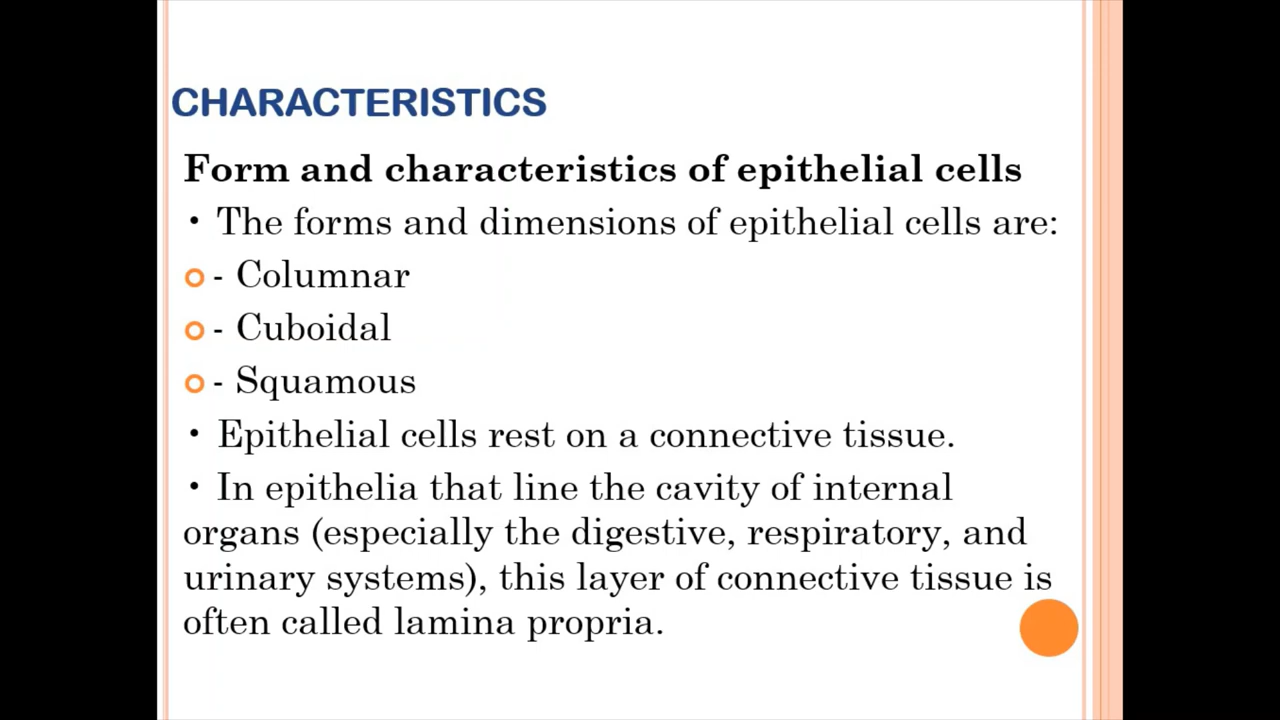 CHARACTERISTICS
Form and characteristics of epithelial cells
• The forms and dimensions of epithelial cells are:
- Columnar
- Cuboidal
- Squamous
• Epithelial cells rest on a connective tissue.
• In epithelia that line the cavity of internal
organs (especially the digestive, respiratory, and
urinary systems), this layer of connective tissue is
often called lamina propria.